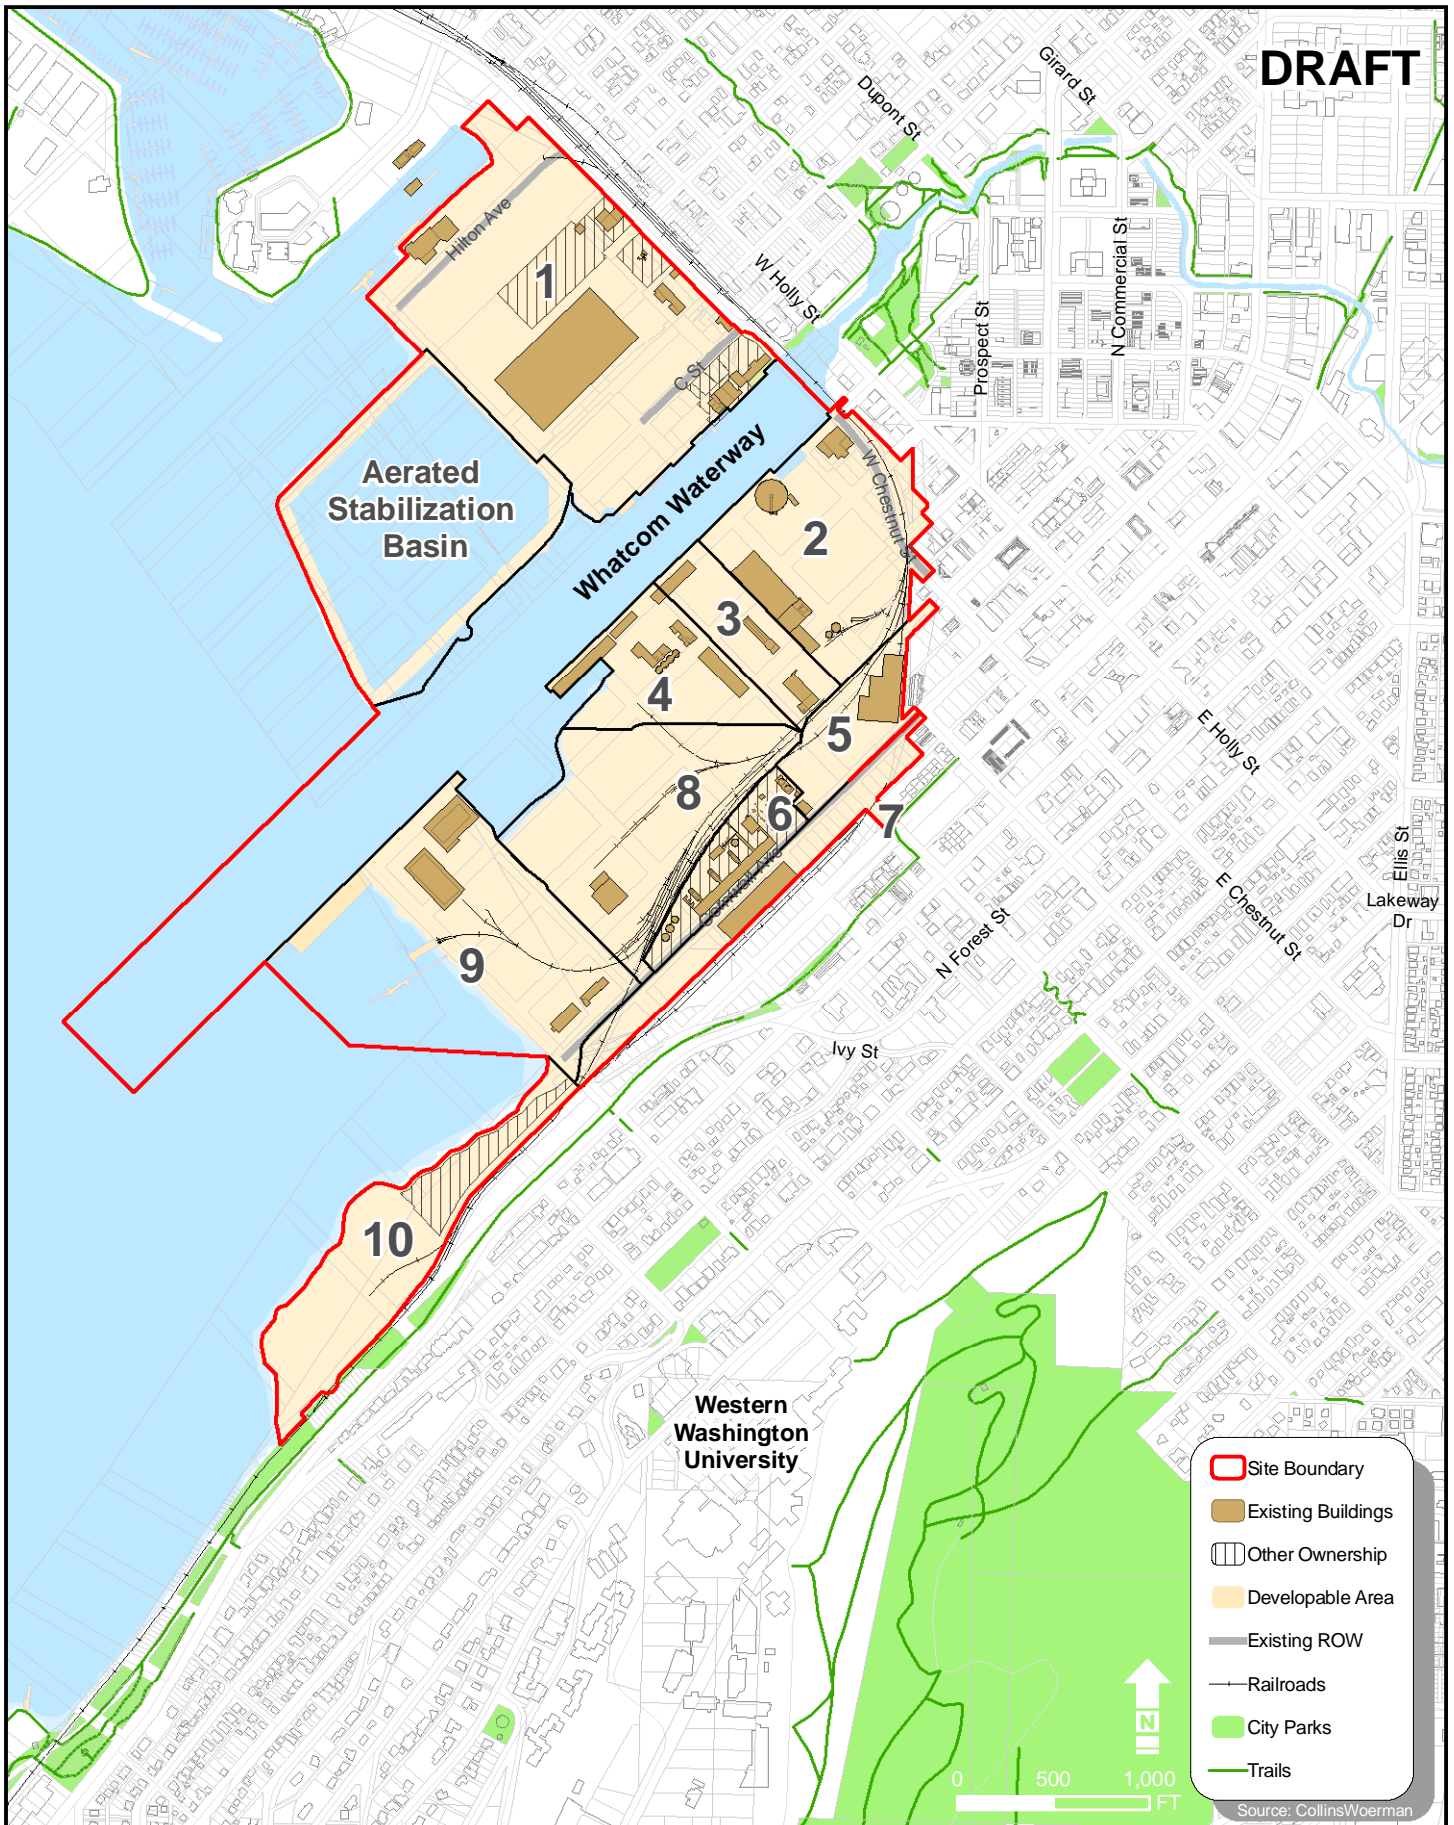 DRAFT
Girard St
Dupont St
Hilton Ave
1
W Holly St
N Commercial St
Prospect St
C St
Aerated
Stabilization
Basin
Whatcom Waterway
W Chestnut St
2
3
4
5
E Holly St
8
6
7
Cornwall Ave
Ellis St
E Chestnut St
Lakeway
Dr
N Forest St
9
Ivy St
10
Western
Washington
University
Site Boundary
Existing Buildings
Other Ownership
Developable Area
Existing ROW
Railroads
City Parks
Trails
N
0 500 1,000
FT
Source: CollinsWoerman